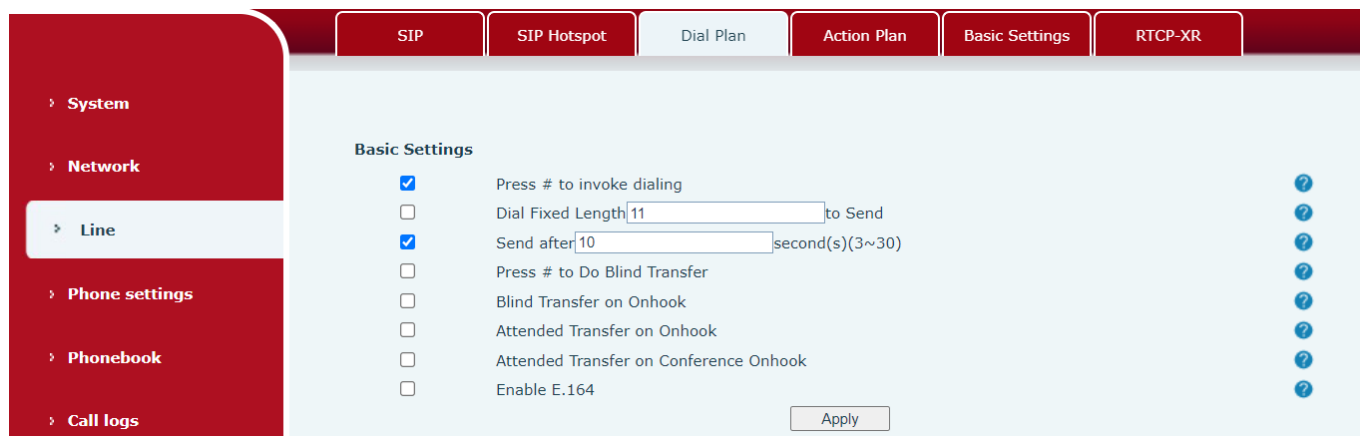 SIP
SIP Hotspot
Dial Plan
Action Plan
Basic Settings
RTCP-XR
System
Network
Line
Phone settings
Phonebook
Call logs
Basic Settings
Press # to invoke dialing ?
Dial Fixed Length 11 to Send ?
Send after 10 second(s)(3~30) ?
Press # to Do Blind Transfer ?
Blind Transfer on Onhook ?
Attended Transfer on Onhook ?
Attended Transfer on Conference Onhook ?
Enable E.164 ?
Apply